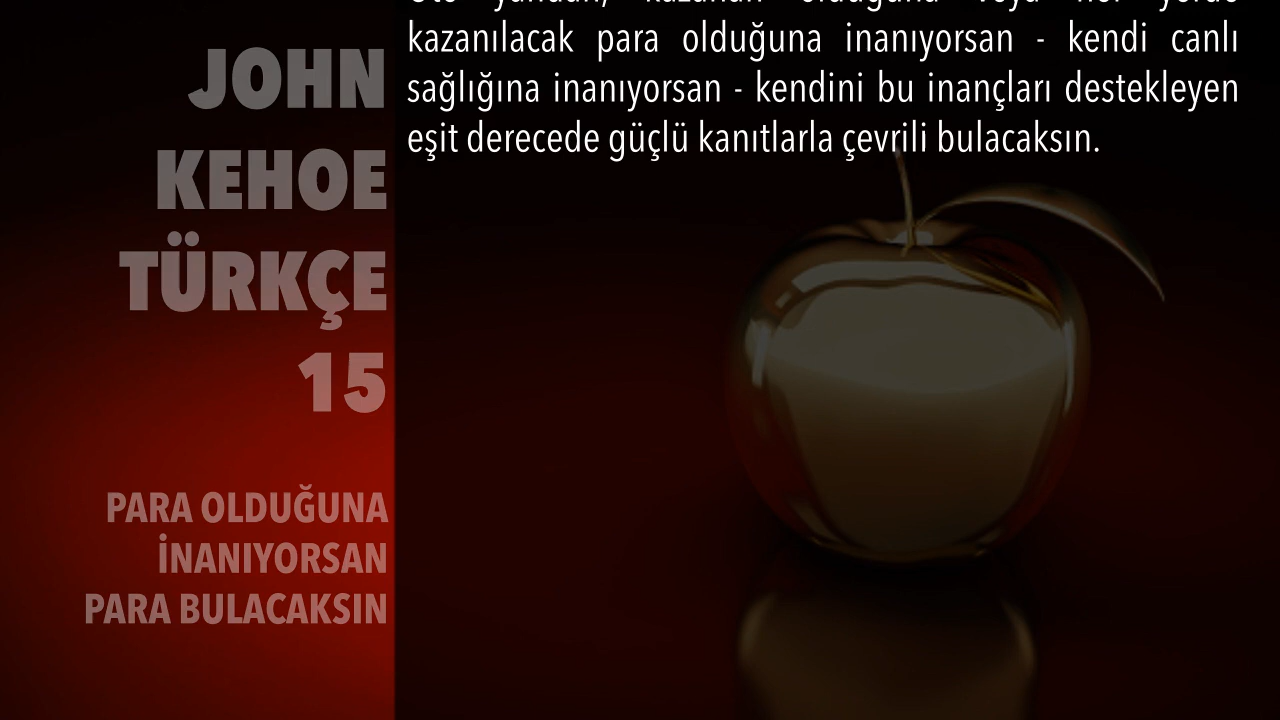 JOHN
KEHOE
TÜRKÇE
15
PARA OLDUĞUNA
İNANIYORSAN
PARA BULACAKSIN
kazanılacak para olduğuna inanıyorsan - kendi canlı
sağlığına inanıyorsan - kendini bu inançları destekleyen
eşit derecede güçlü kanıtlarla çevrili bulacaksın.